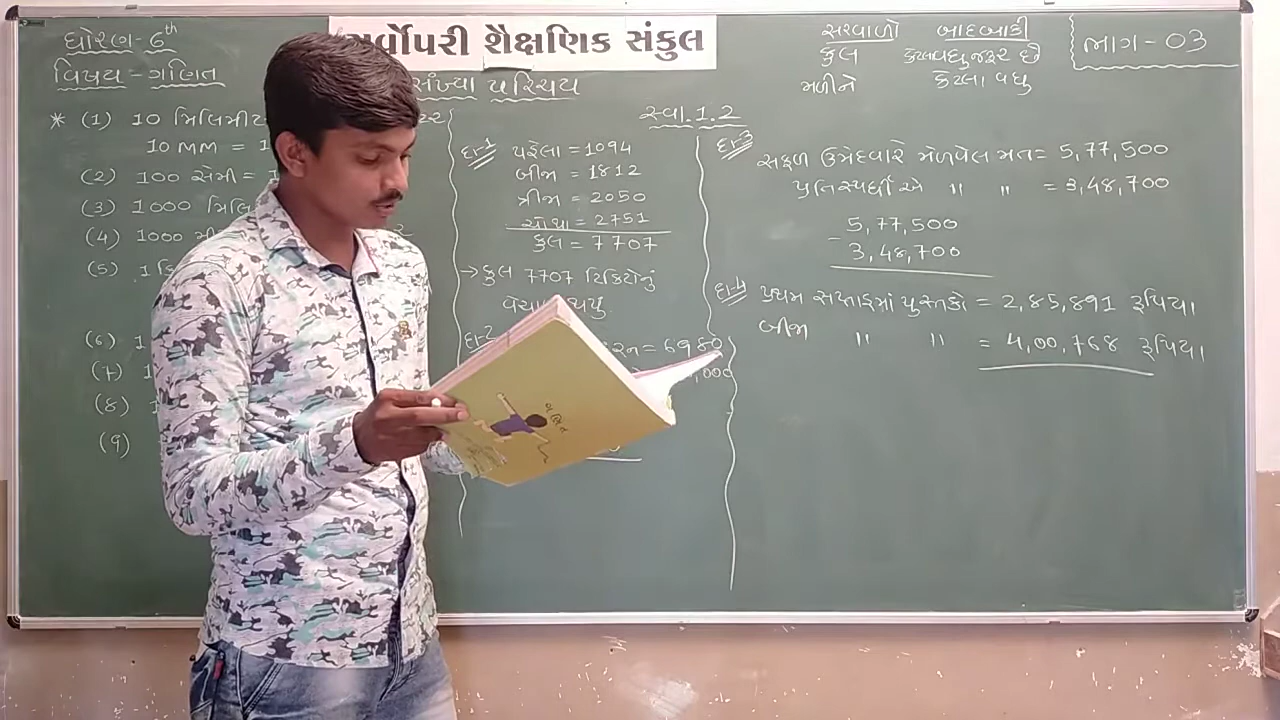 ધોરણ - 6th
વિષય - ગણિત
સર્વોપરી શૈક્ષણિક સંકુલ
સંખ્યા પરિચય
* (1) 10
10 mm = 1
(2) 100 સેમી = 1
(3) 1000
(4) 1000
(5) 1
(6) 1
(7) 1
(8) 1
(9)
સ્વા.1.2
દા-1
પહેલા = 1094
બીજા = 1812
ત્રીજા = 2050
ચોથા = 2751
કુલ = 7707
→ કુલ 7707 ટિકિટોનું
દા-2
= 6980
,000
સરવાળો બાદબાકી
કુલ કેટલા વધુ જરૂર છે
મળીને કેટલા વધુ
ભાગ - 03
દા-3
સફળ ઉમેદવારે મેળવેલ મત = 5,77,500
પ્રતિસ્પર્ધીએ " " = 3,48,700
5,77,500
- 3,48,700
દા-4 પ્રથમ સપ્તાહમાં પુસ્તકો = 2,85,891 રૂપિયા
બીજા " " = 4,00,768 રૂપિયા
ગણિત